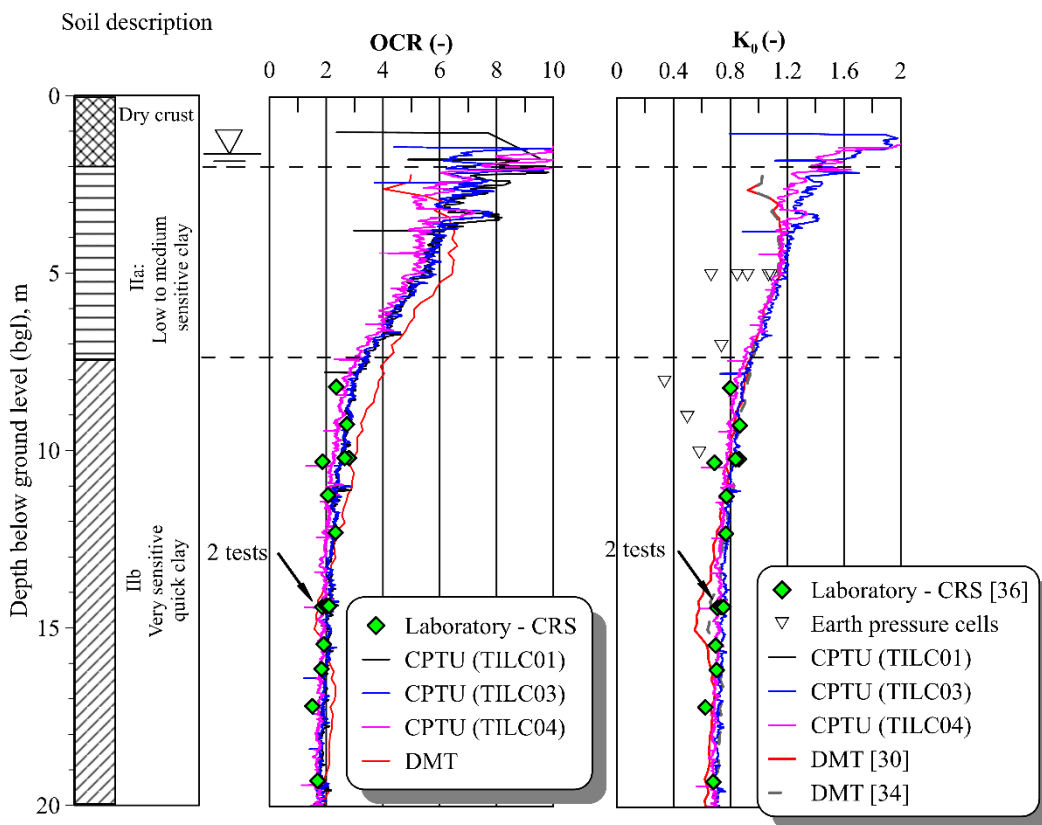 Soil description
OCR (-)
K0 (-)
0 2 4 6 8 10
0 0.4 0.8 1.2 1.6 2
0
5
10
15
20
Depth below ground level (bgl), m
Dry crust
IIa:
Low to medium
sensitive clay
IIb
Very sensitive
quick clay
2 tests
Laboratory - CRS
CPTU (TILC01)
CPTU (TILC03)
CPTU (TILC04)
DMT
2 tests
Laboratory - CRS [36]
Earth pressure cells
CPTU (TILC01)
CPTU (TILC03)
CPTU (TILC04)
DMT [30]
DMT [34]